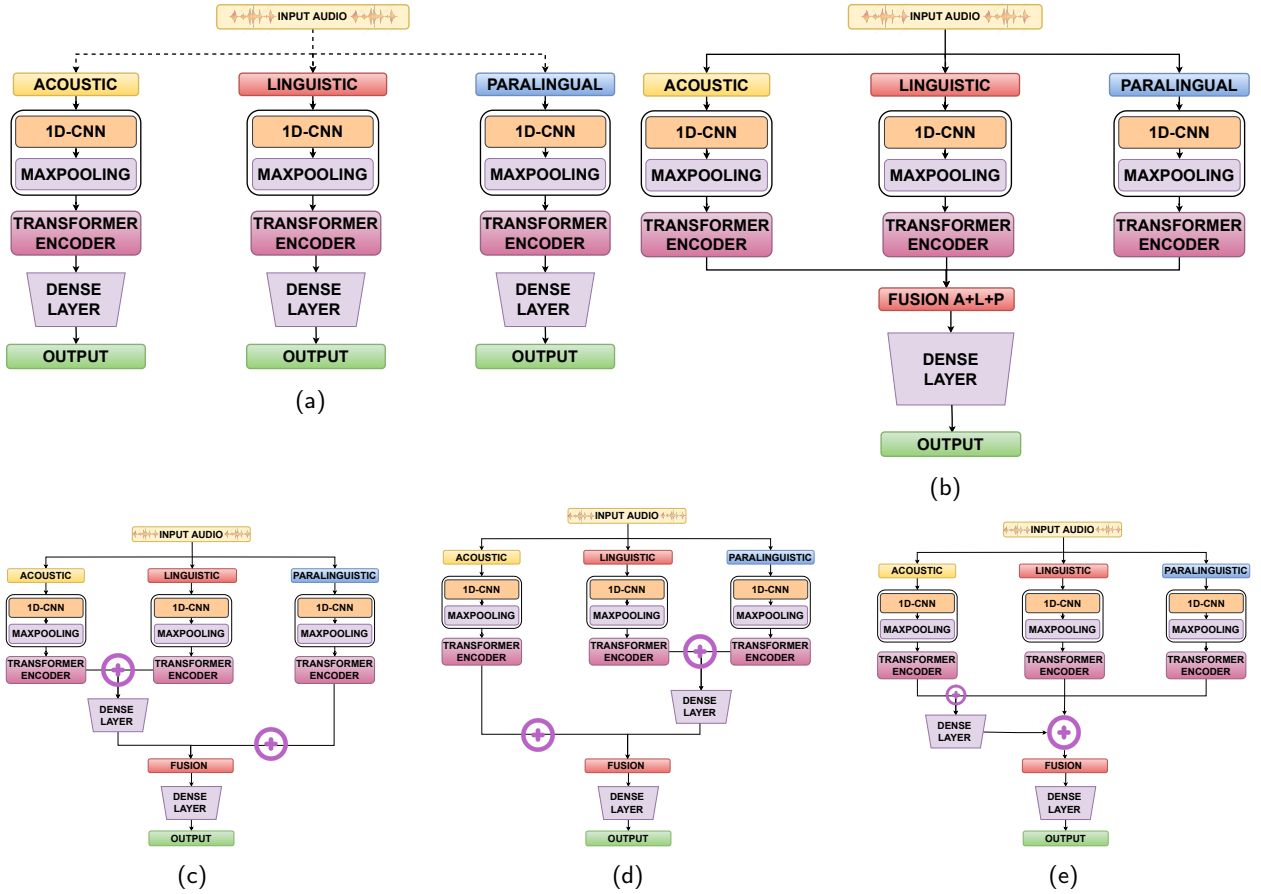 INPUT AUDIO
ACOUSTIC LINGUISTIC PARALINGUAL
1D-CNN 1D-CNN 1D-CNN
MAXPOOLING MAXPOOLING MAXPOOLING
TRANSFORMER TRANSFORMER TRANSFORMER
ENCODER ENCODER ENCODER
DENSE DENSE DENSE
LAYER LAYER LAYER
OUTPUT OUTPUT OUTPUT
(a)
INPUT AUDIO
ACOUSTIC LINGUISTIC PARALINGUAL
1D-CNN 1D-CNN 1D-CNN
MAXPOOLING MAXPOOLING MAXPOOLING
TRANSFORMER TRANSFORMER TRANSFORMER
ENCODER ENCODER ENCODER
FUSION A+L+P
DENSE
LAYER
OUTPUT
(b)
INPUT AUDIO
ACOUSTIC LINGUISTIC PARALINGUISTIC
1D-CNN 1D-CNN 1D-CNN
MAXPOOLING MAXPOOLING MAXPOOLING
TRANSFORMER TRANSFORMER TRANSFORMER
ENCODER ENCODER ENCODER
DENSE
LAYER
FUSION
DENSE
LAYER
OUTPUT
(c)
INPUT AUDIO
ACOUSTIC LINGUISTIC PARALINGUISTIC
1D-CNN 1D-CNN 1D-CNN
MAXPOOLING MAXPOOLING MAXPOOLING
TRANSFORMER TRANSFORMER TRANSFORMER
ENCODER ENCODER ENCODER
DENSE
LAYER
FUSION
DENSE
LAYER
OUTPUT
(d)
INPUT AUDIO
ACOUSTIC LINGUISTIC PARALINGUISTIC
1D-CNN 1D-CNN 1D-CNN
MAXPOOLING MAXPOOLING MAXPOOLING
TRANSFORMER TRANSFORMER TRANSFORMER
ENCODER ENCODER ENCODER
DENSE
LAYER
FUSION
DENSE
LAYER
OUTPUT
(e)